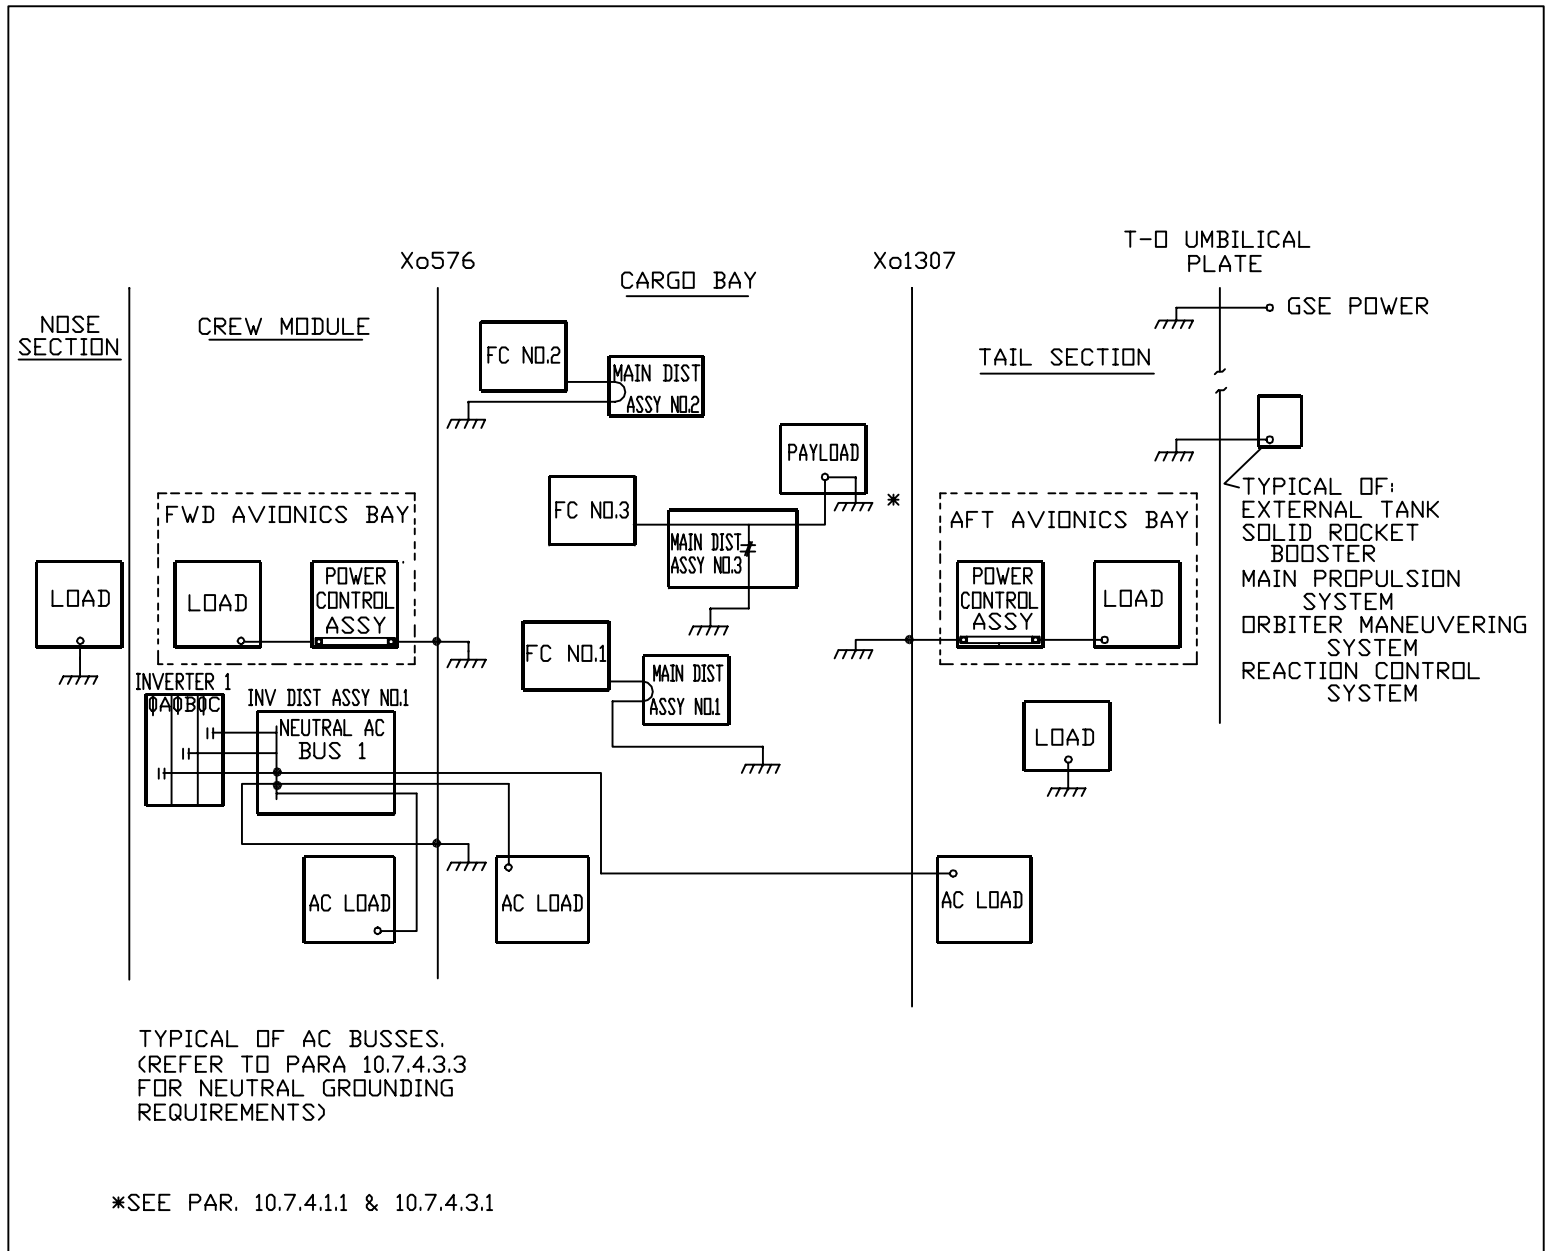 T-O UMBILICAL
PLATE
Xo576
Xo1307
CARGO BAY
GSE POWER
NOSE
SECTION
CREW MODULE
TAIL SECTION
FC NO.2
MAIN DIST
ASSY NO.2
PAYLOAD
*
FC NO.3
MAIN DIST
ASSY NO.3
FWD AVIONICS BAY
AFT AVIONICS BAY
TYPICAL OF:
EXTERNAL TANK
SOLID ROCKET
BOOSTER
MAIN PROPULSION
SYSTEM
ORBITER MANEUVERING
SYSTEM
REACTION CONTROL
SYSTEM
LOAD
LOAD
POWER
CONTROL
ASSY
POWER
CONTROL
ASSY
LOAD
FC NO.1
MAIN DIST
ASSY NO.1
INVERTER 1
0A0B0C
INV DIST ASSY NO.1
NEUTRAL AC
BUS 1
LOAD
AC LOAD
AC LOAD
AC LOAD
TYPICAL OF AC BUSSES.
(REFER TO PARA 10.7.4.3.3
FOR NEUTRAL GROUNDING
REQUIREMENTS)
*SEE PAR. 10.7.4.1.1 & 10.7.4.3.1